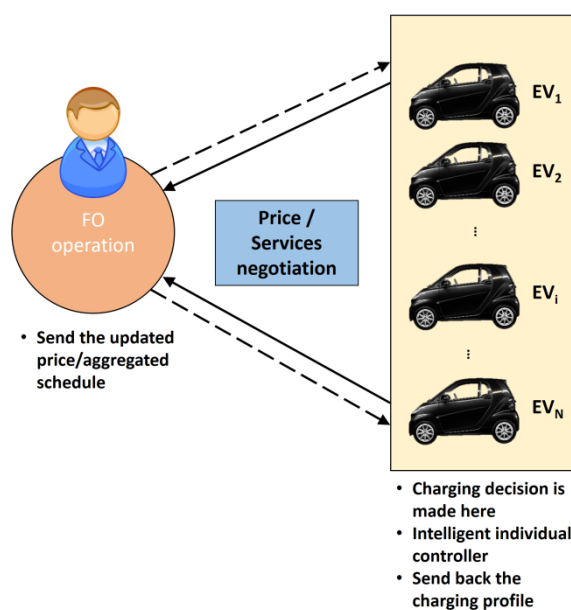 EV1
EV2
...
EVi
...
EVN
FO
operation
Price /
Services
negotiation
• Send the updated
price/aggregated
schedule
• Charging decision is
made here
• Intelligent individual
controller
• Send back the
charging profile